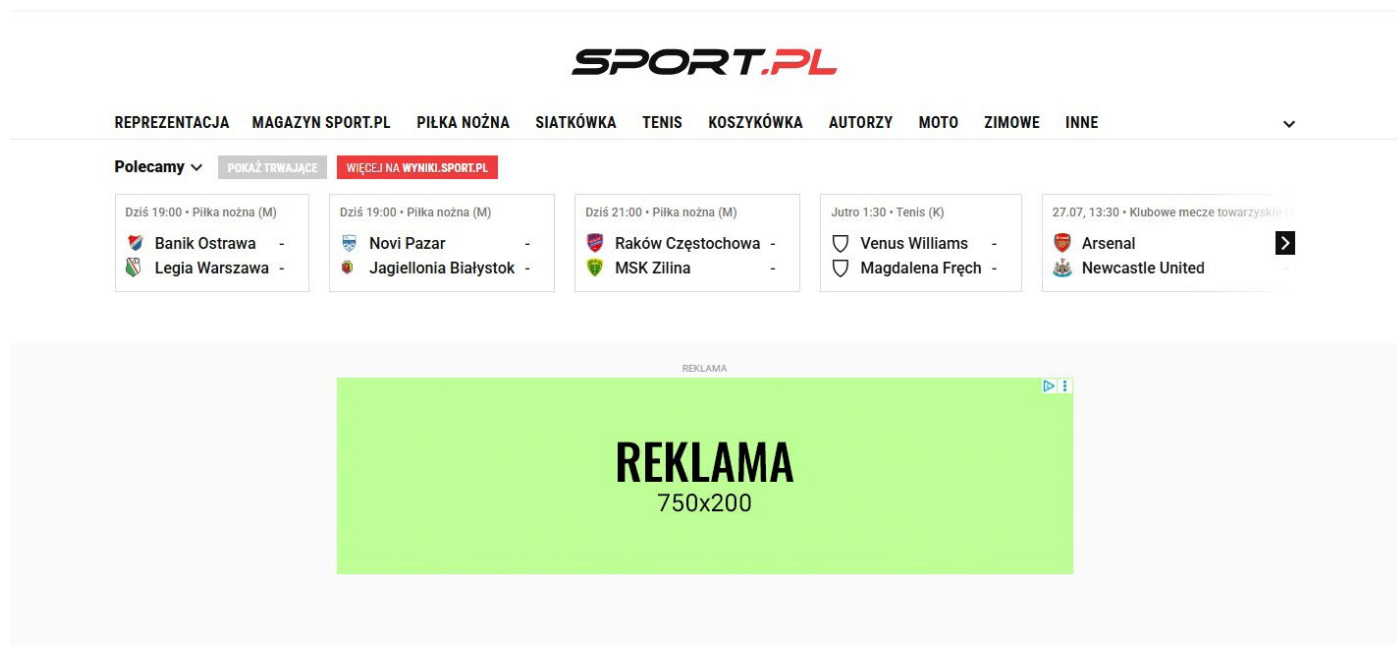 SPORT.PL
REPREZENTACJA MAGAZYN SPORT.PL PIŁKA NOŻNA SIATKÓWKA TENIS KOSZYKÓWKA AUTORZY MOTO ZIMOWE INNE
Polecamy POKAŻ TRWAJĄCE WIĘCEJ NA WYNIKI.SPORT.PL
Dziś 19:00 • Piłka nożna (M)
Banik Ostrawa -
Legia Warszawa -
Dziś 19:00 • Piłka nożna (M)
Novi Pazar -
Jagiellonia Białystok -
Dziś 21:00 • Piłka nożna (M)
Raków Częstochowa -
MSK Zilina -
Jutro 1:30 • Tenis (K)
Venus Williams -
Magdalena Fręch -
27.07, 13:30 • Klubowe mecze towarzyskie
Arsenal
Newcastle United
REKLAMA
REKLAMA
750x200